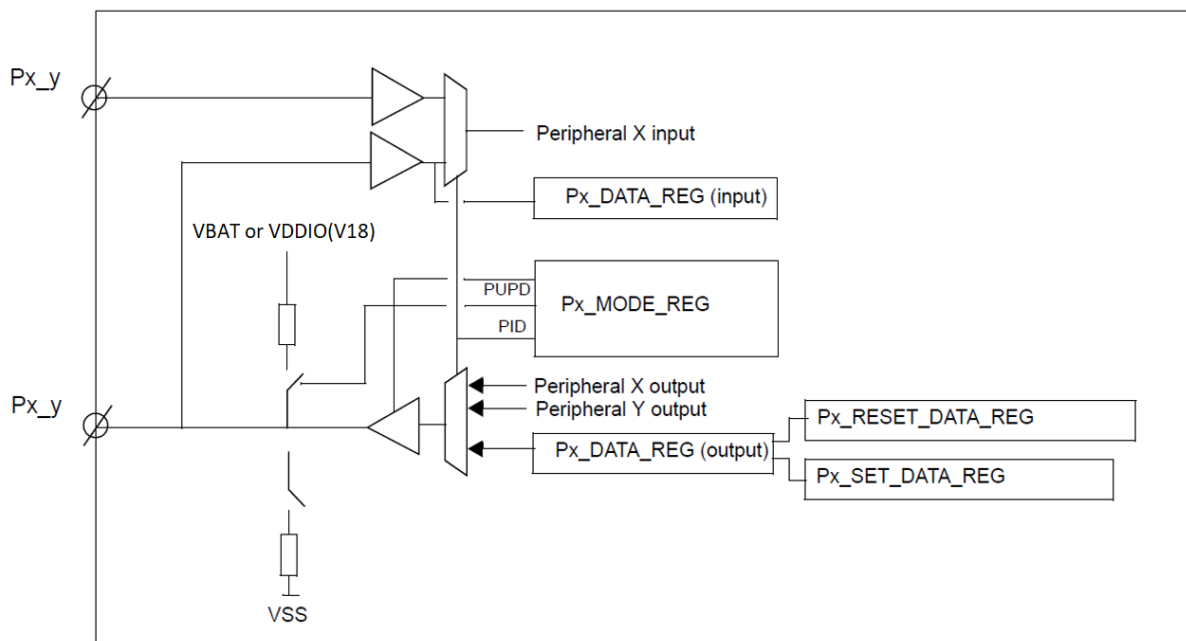 Px_y
Peripheral X input
Px_DATA_REG (input)
VBAT or VDDIO(V18)
PUPD
Px_MODE_REG
PID
Peripheral X output
Px_y
Peripheral Y output
Px_RESET_DATA_REG
Px_DATA_REG (output)
Px_SET_DATA_REG
VSS